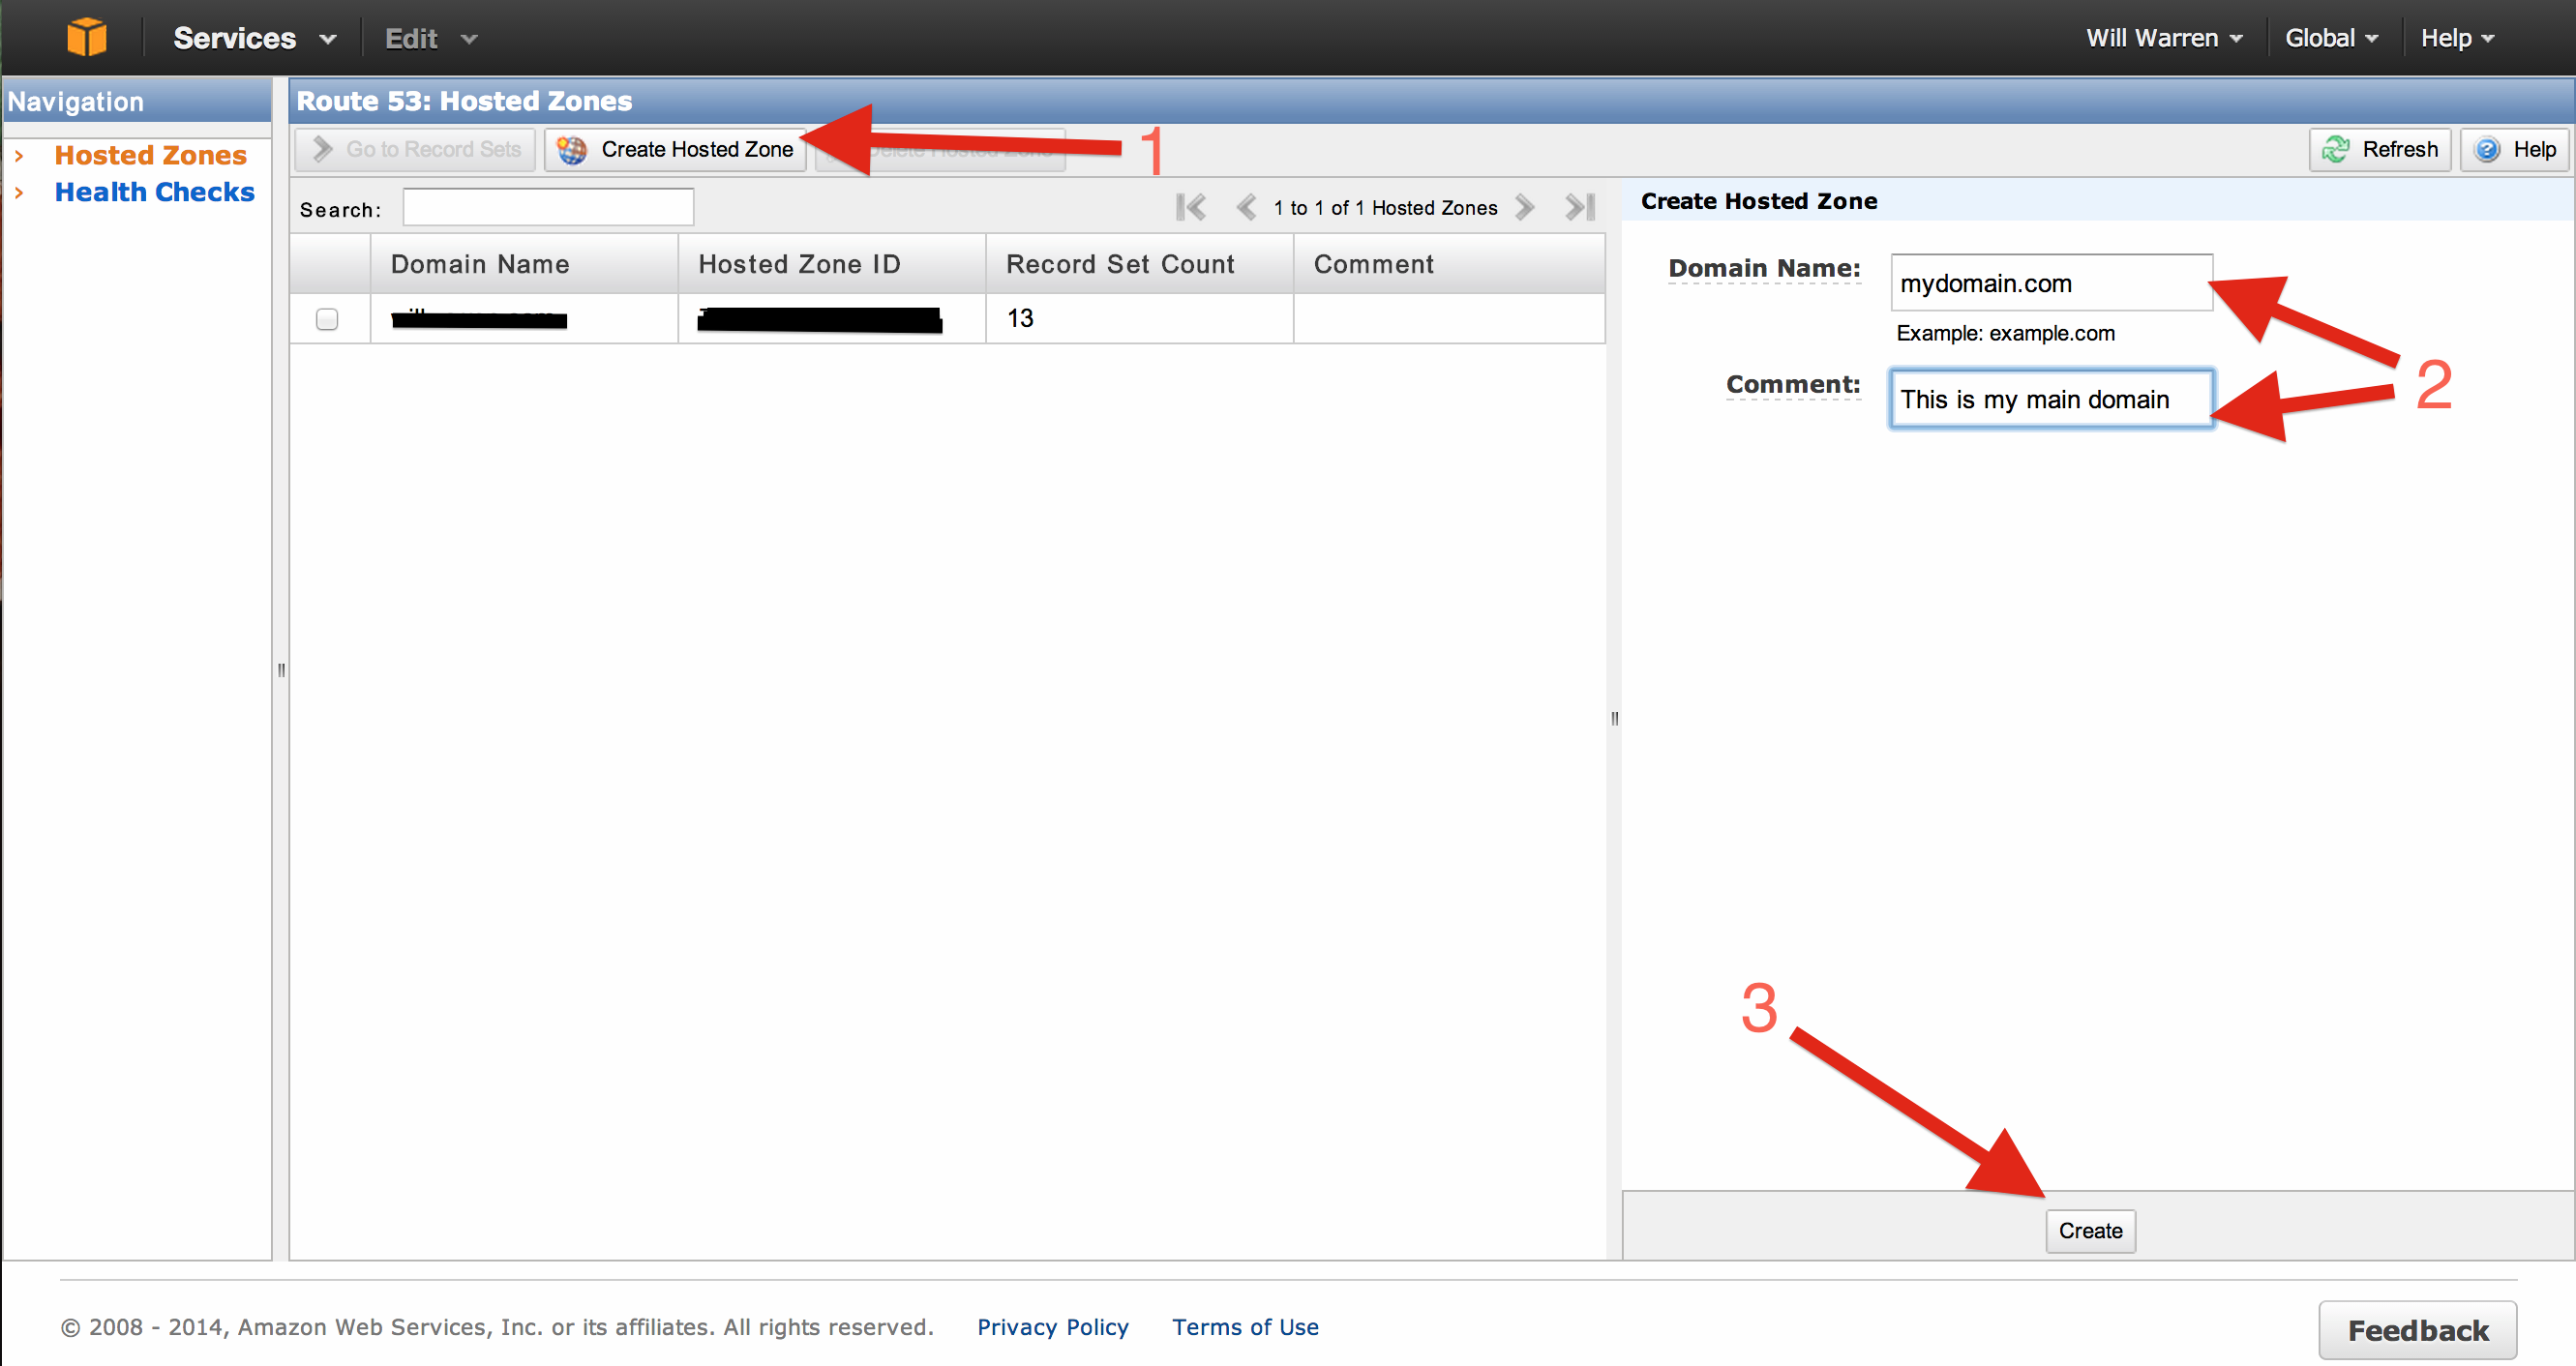 Services Edit Will Warren Global Help
Navigation
Hosted Zones
Health Checks
Route 53: Hosted Zones
Go to Record Sets Create Hosted Zone Delete Hosted Zone 1 Refresh Help
Search: 1 to 1 of 1 Hosted Zones
Domain Name Hosted Zone ID Record Set Count Comment
13
Create Hosted Zone
Domain Name: mydomain.com
Example: example.com
Comment: This is my main domain
2
3
Create
© 2008 - 2014, Amazon Web Services, Inc. or its affiliates. All rights reserved. Privacy Policy Terms of Use
Feedback